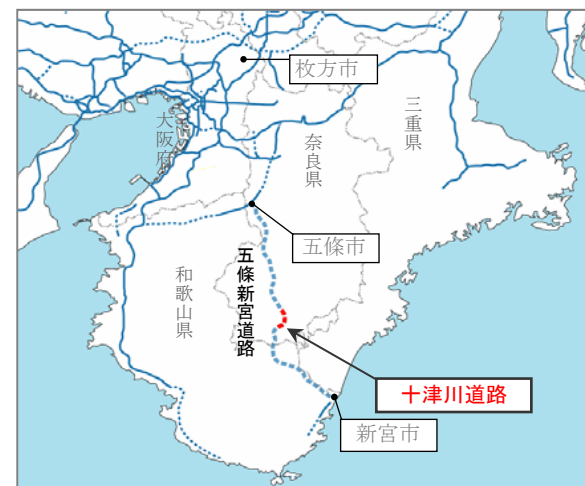 枚方市
大阪府
三重県
奈良県
五條市
五條新宮道路
和歌山県
十津川道路
新宮市